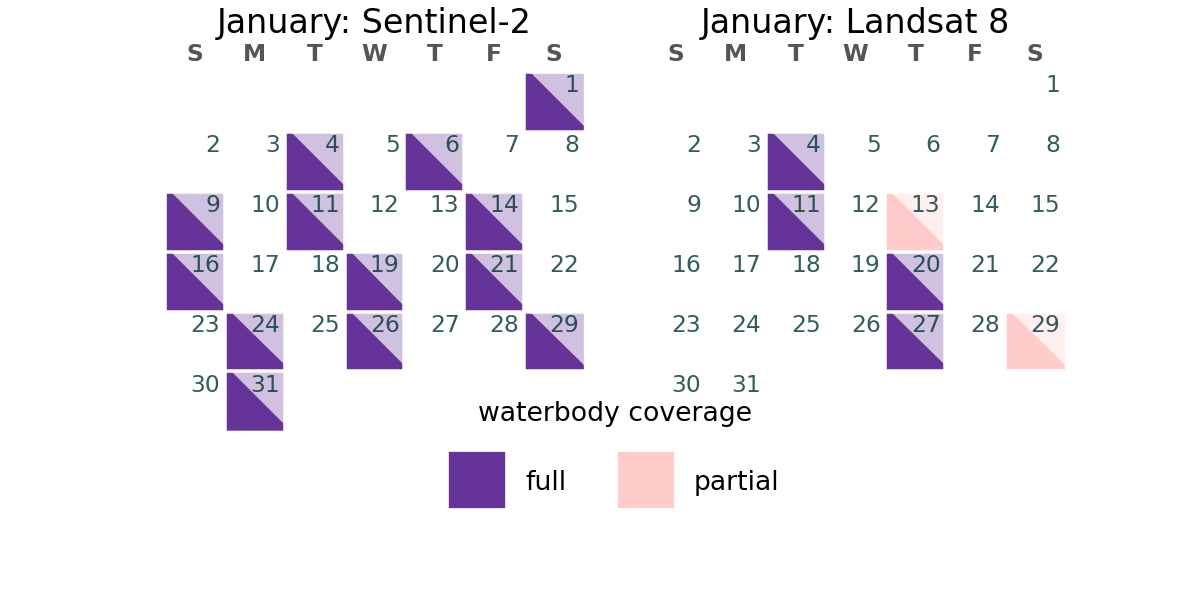 January: Sentinel-2
S M T W T F S
1
2 3 4 5 6 7 8
9 10 11 12 13 14 15
16 17 18 19 20 21 22
23 24 25 26 27 28 29
30 31
January: Landsat 8
S M T W T F S
1
2 3 4 5 6 7 8
9 10 11 12 13 14 15
16 17 18 19 20 21 22
23 24 25 26 27 28 29
30 31
waterbody coverage
full partial